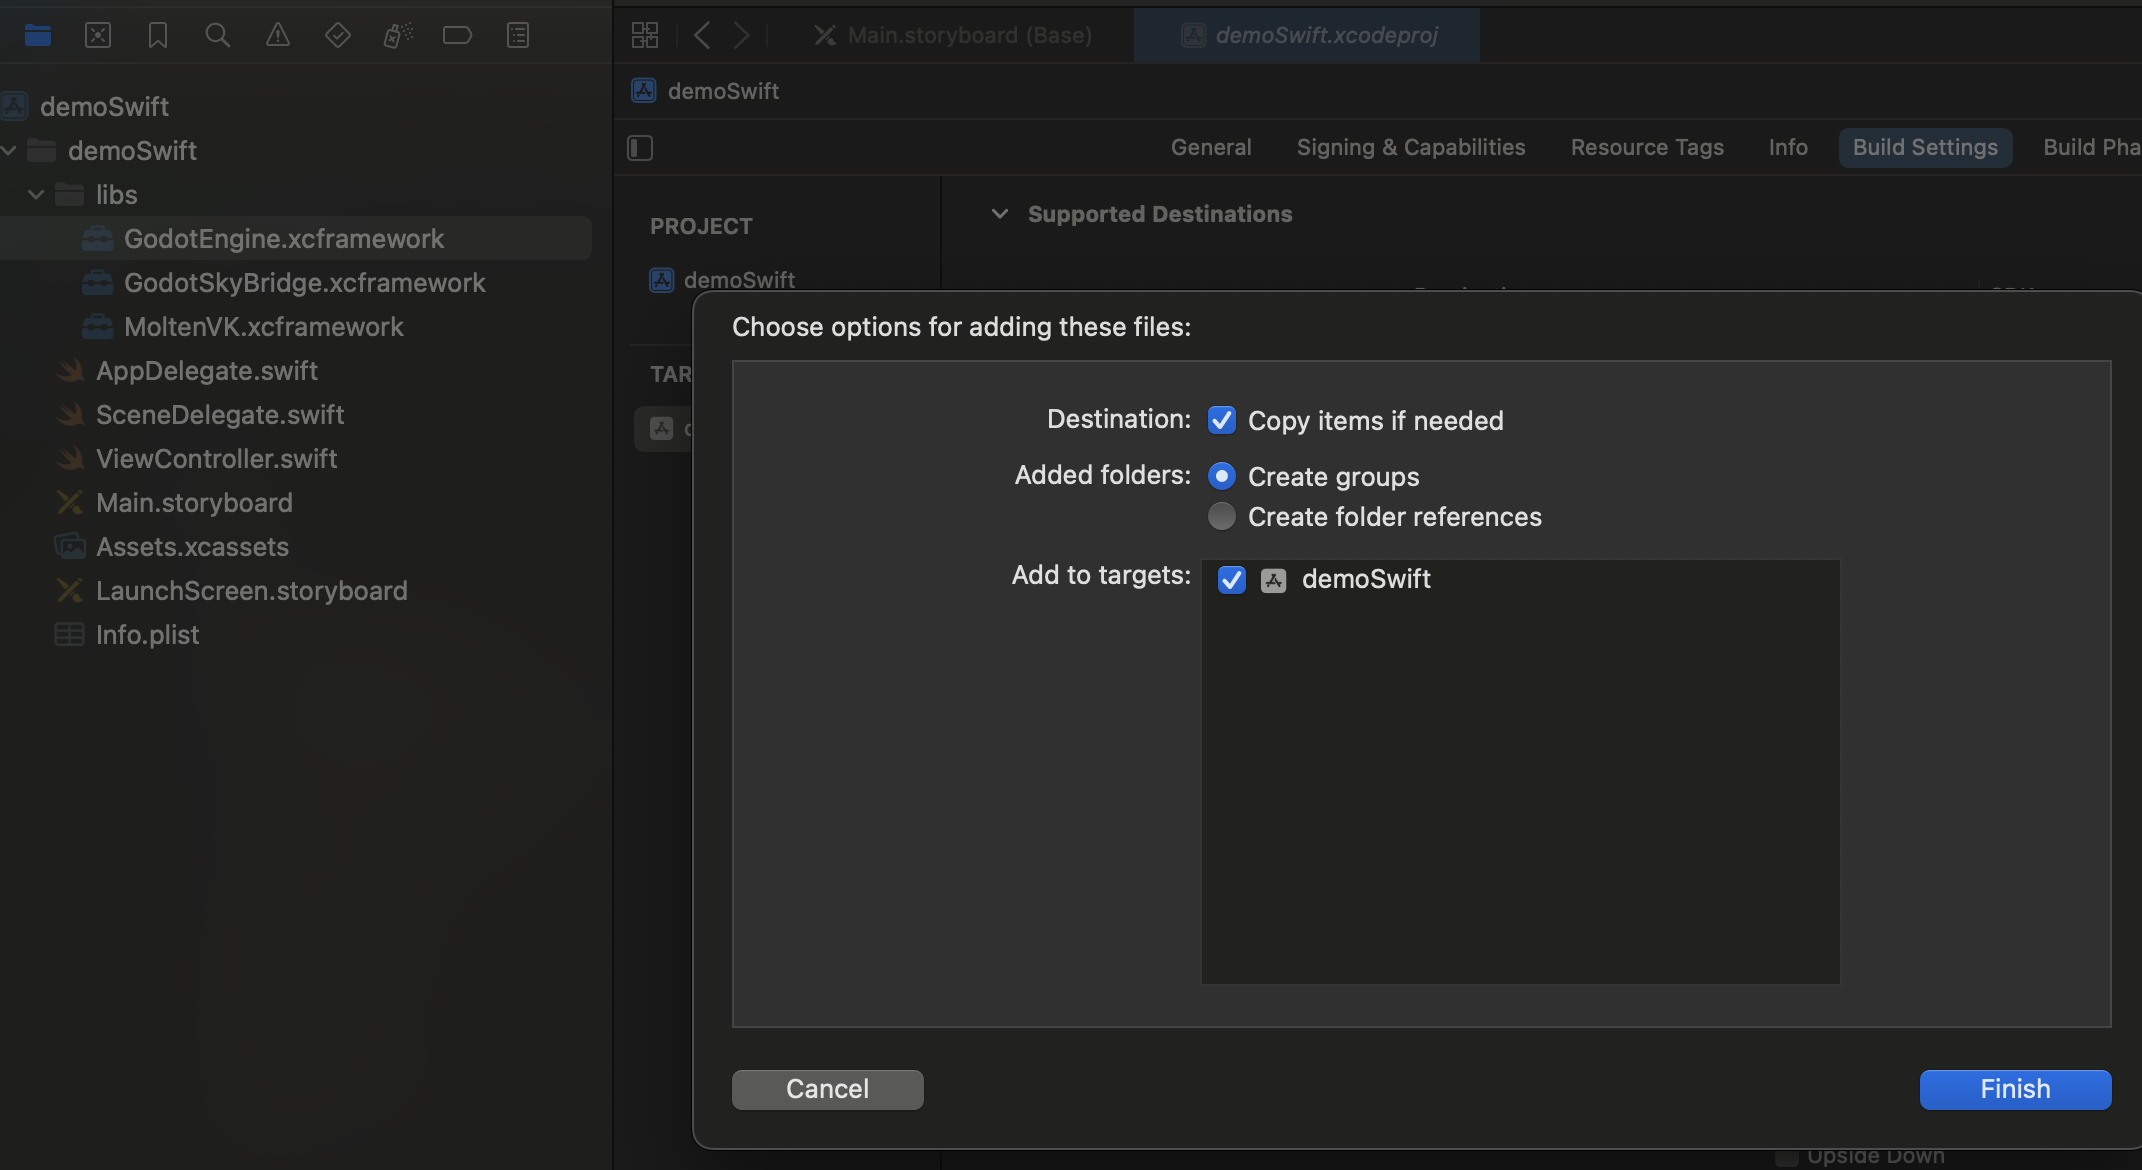 demoSwift
demoSwift
libs
GodotEngine.xcframework
GodotSkyBridge.xcframework
MoltenVK.xcframework
AppDelegate.swift
SceneDelegate.swift
ViewController.swift
Main.storyboard
Assets.xcassets
LaunchScreen.storyboard
Info.plist
Main.storyboard (Base)
demoSwift.xcodeproj
demoSwift
General
Signing & Capabilities
Resource Tags
Info
Build Settings
Build Pha
PROJECT
demoSwift
TAR
Supported Destinations
Choose options for adding these files:
Destination:
Copy items if needed
Added folders:
Create groups
Create folder references
Add to targets:
demoSwift
Cancel
Finish
Upside Down